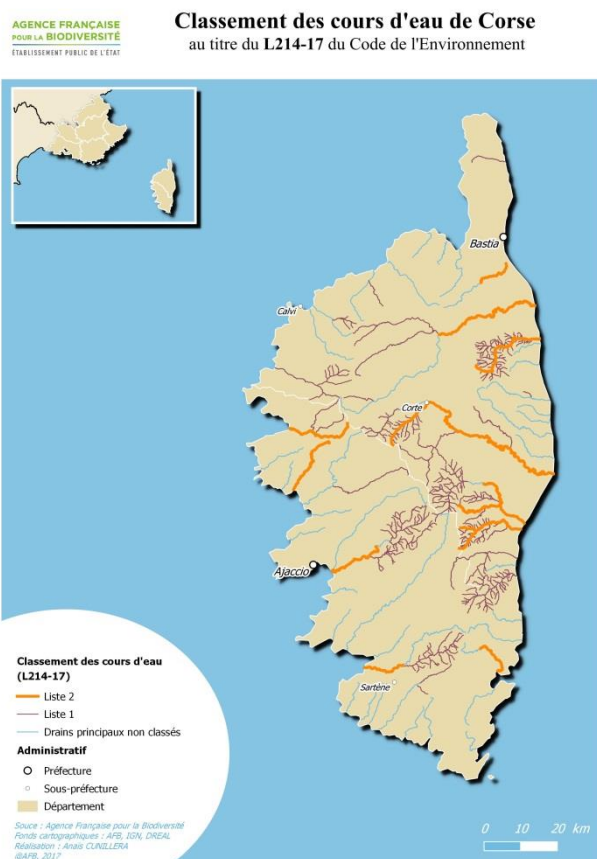 AGENCE FRANÇAISE
POUR LA BIODIVERSITÉ
ÉTABLISSEMENT PUBLIC DE L'ÉTAT
Classement des cours d'eau de Corse
au titre du L214-17 du Code de l'Environnement
Bastia
Calvi
Corte
Ajaccio
Sartène
Classement des cours d'eau
(L214-17)
Liste 2
Liste 1
Drains principaux non classés
Administratif
Préfecture
Sous-préfecture
Département
Souce : Agence Française pour la Biodiversité
Fonds cartographiques : AFB, IGN, DREAL
Réalisation : Anaïs CUNILLERA
@AFB, 2017
0 10 20 km